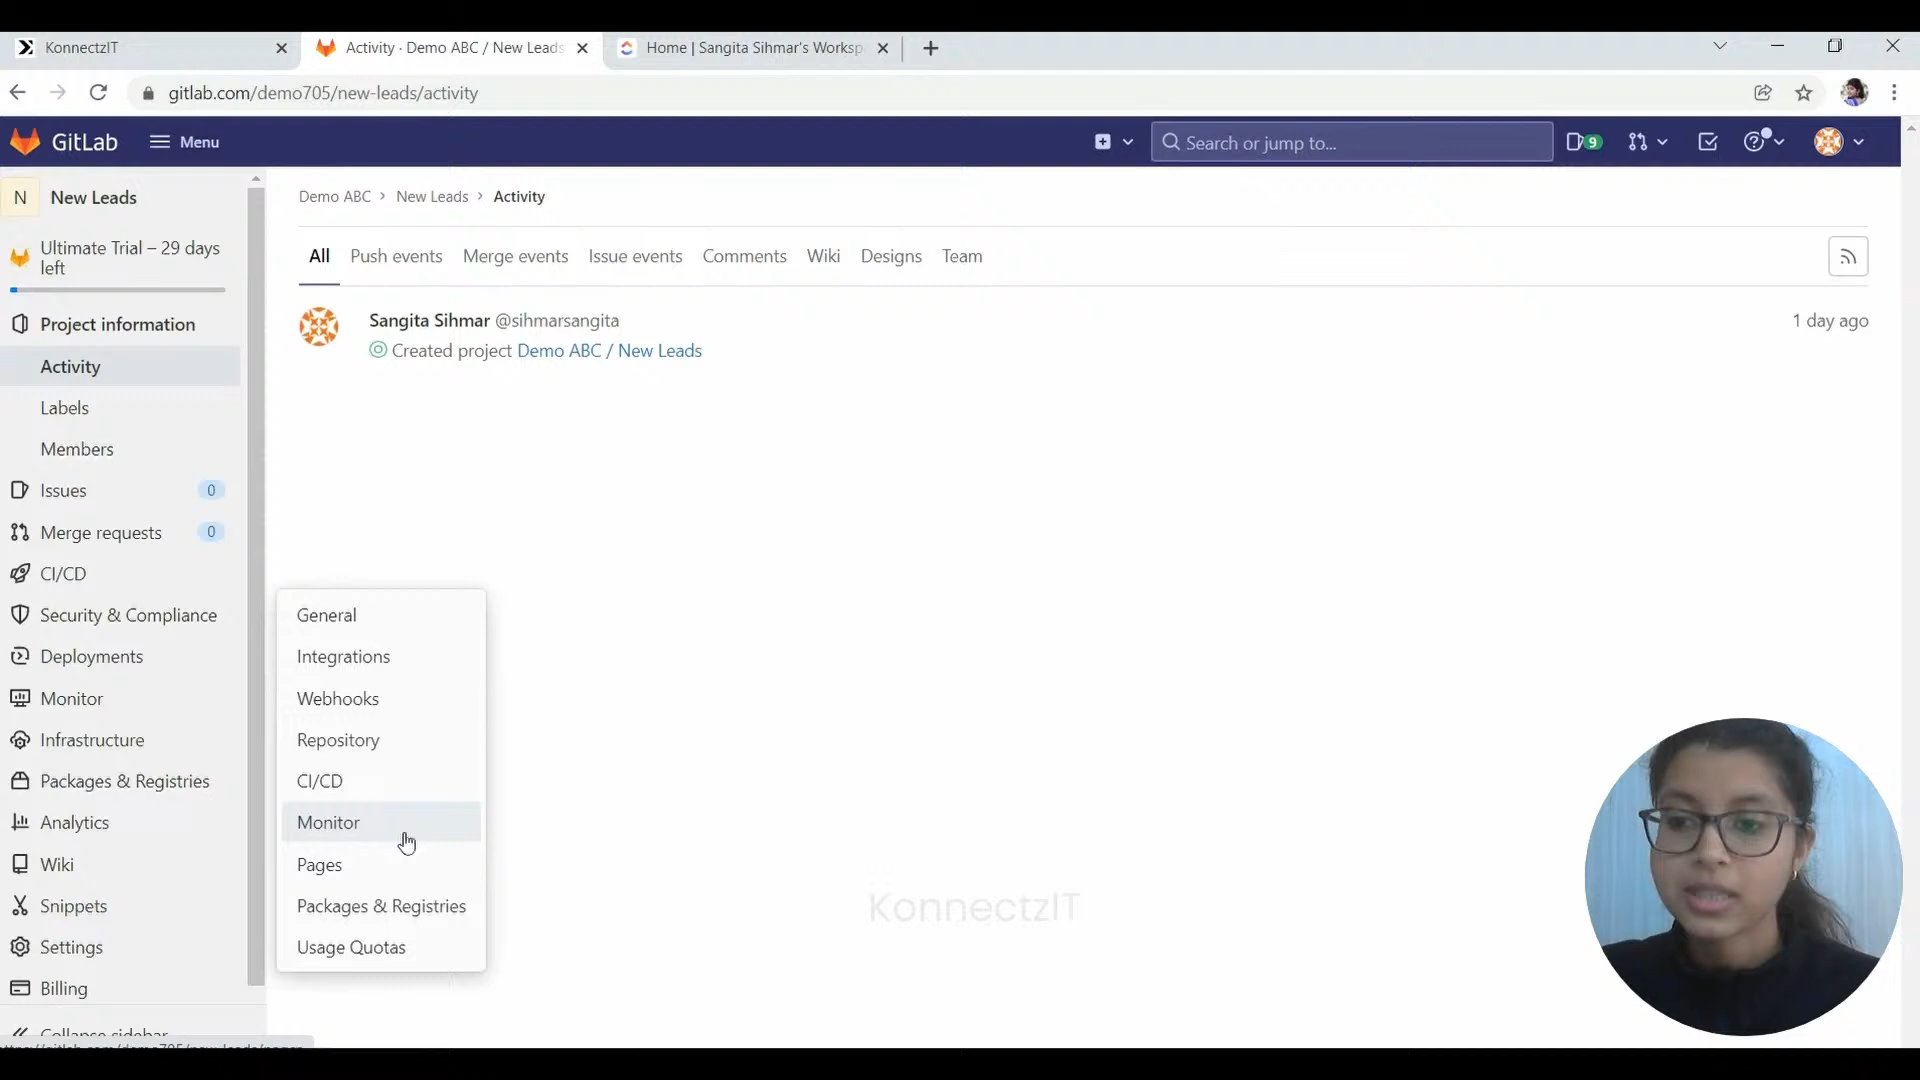 KonnectzIT
Activity · Demo ABC / New Leads
Home | Sangita Sihmar's Worksp
gitlab.com/demo705/new-leads/activity
GitLab
Menu
Search or jump to...
9
N New Leads
Ultimate Trial – 29 days
left
Project information
Activity
Labels
Members
Issues 0
Merge requests 0
CI/CD
Security & Compliance
Deployments
Monitor
Infrastructure
Packages & Registries
Analytics
Wiki
Snippets
Settings
Billing
Collapse sidebar
Demo ABC > New Leads > Activity
All Push events Merge events Issue events Comments Wiki Designs Team
Sangita Sihmar @sihmarsangita
1 day ago
Created project Demo ABC / New Leads
General
Integrations
Webhooks
Repository
CI/CD
Monitor
Pages
Packages & Registries
Usage Quotas
KonnectzIT